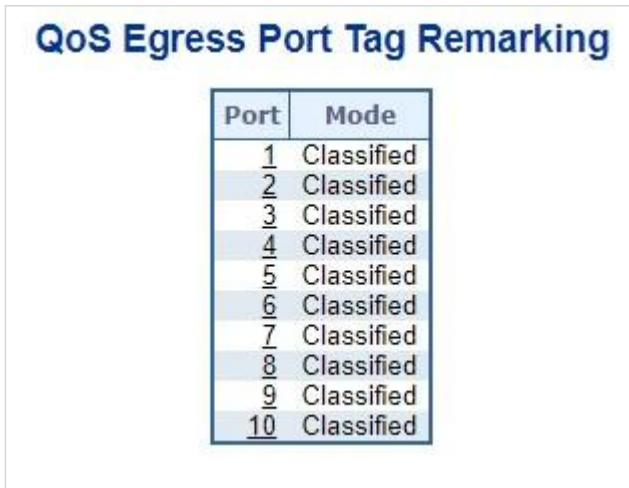 QoS Egress Port Tag Remarking
Port Mode
1 Classified
2 Classified
3 Classified
4 Classified
5 Classified
6 Classified
7 Classified
8 Classified
9 Classified
10 Classified